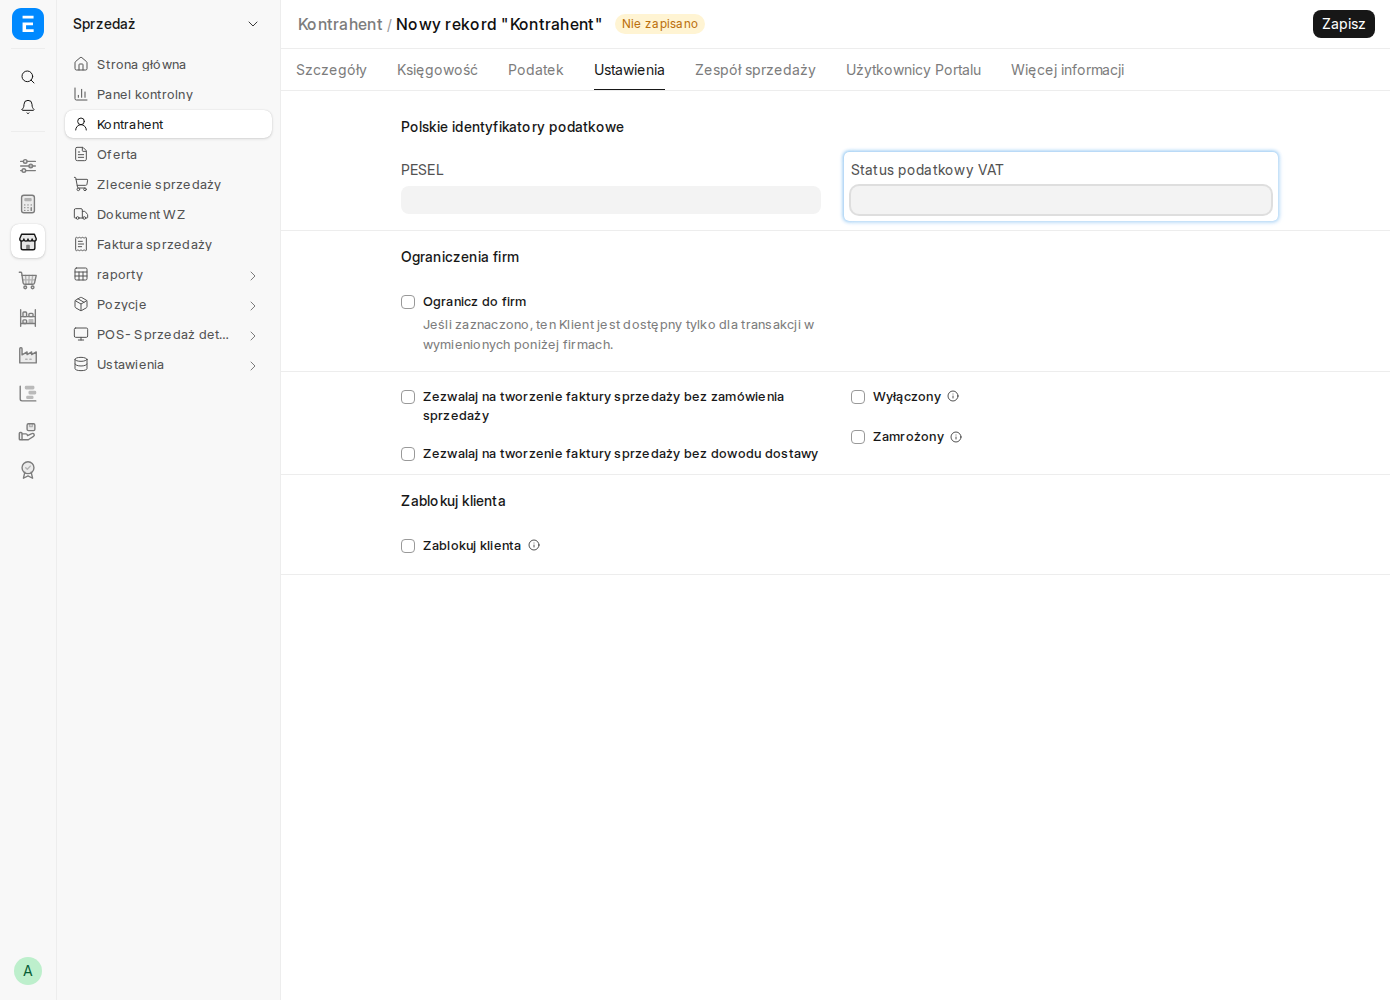 Sprzedaż
Strona główna
Panel kontrolny
Kontrahent
Oferta
Zlecenie sprzedaży
Dokument WZ
Faktura sprzedaży
raporty
Pozycje
POS- Sprzedaż det...
Ustawienia
A
Kontrahent / Nowy rekord "Kontrahent" Nie zapisano
Zapisz
Szczegóły Księgowość Podatek Ustawienia Zespół sprzedaży Użytkownicy Portalu Więcej informacji
Polskie identyfikatory podatkowe
PESEL
Status podatkowy VAT
Ograniczenia firm
Ogranicz do firm
Jeśli zaznaczono, ten Klient jest dostępny tylko dla transakcji w
wymienionych poniżej firmach.
Zezwalaj na tworzenie faktury sprzedaży bez zamówienia
sprzedaży
Zezwalaj na tworzenie faktury sprzedaży bez dowodu dostawy
Wyłączony
Zamrożony
Zablokuj klienta
Zablokuj klienta